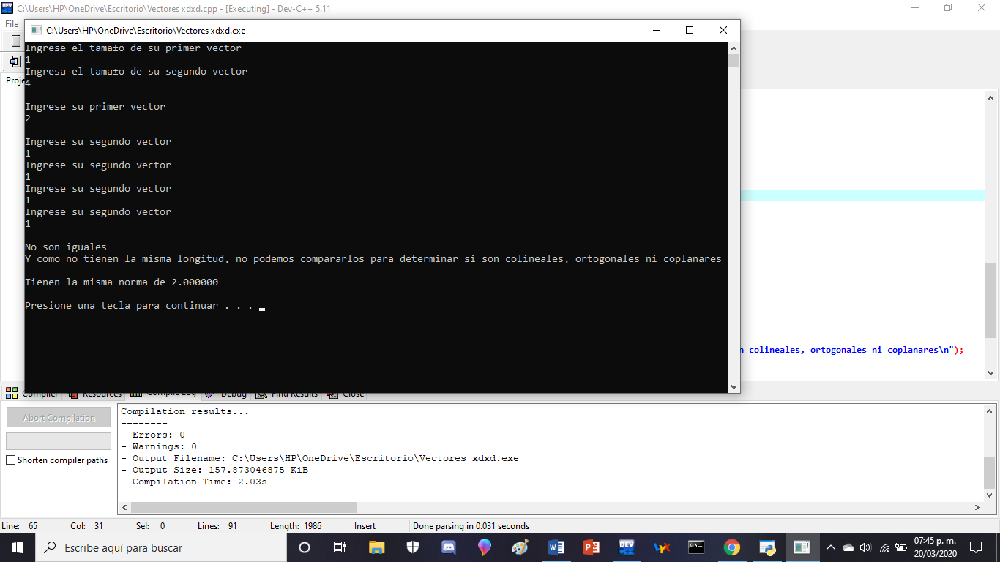 C:\Users\HP\OneDrive\Escritorio\Vectores xdxd.cpp - [Executing] - Dev-C++ 5.11
File
C:\Users\HP\OneDrive\Escritorio\Vectores xdxd.exe
Proje
Ingrese el tama±o de su primer vector
1
Ingresa el tama±o de su segundo vector
4
Ingrese su primer vector
2
Ingrese su segundo vector
1
Ingrese su segundo vector
1
Ingrese su segundo vector
1
Ingrese su segundo vector
1
No son iguales
Y como no tienen la misma longitud, no podemos compararlos para determinar si son colineales, ortogonales ni coplanares
Tienen la misma norma de 2.000000
Presione una tecla para continuar . . .
n colineales, ortogonales ni coplanares\n");
Compiler Resources Compile Log Debug Find Results Close
Abort Compilation
Shorten compiler paths
Compilation results...
--------
- Errors: 0
- Warnings: 0
- Output Filename: C:\Users\HP\OneDrive\Escritorio\Vectores xdxd.exe
- Output Size: 157.873046875 KiB
- Compilation Time: 2.03s
Line: 65 Col: 31 Sel: 0 Lines: 91 Length: 1986 Insert Done parsing in 0.031 seconds
Escribe aquí para buscar
07:45 p. m.
20/03/2020